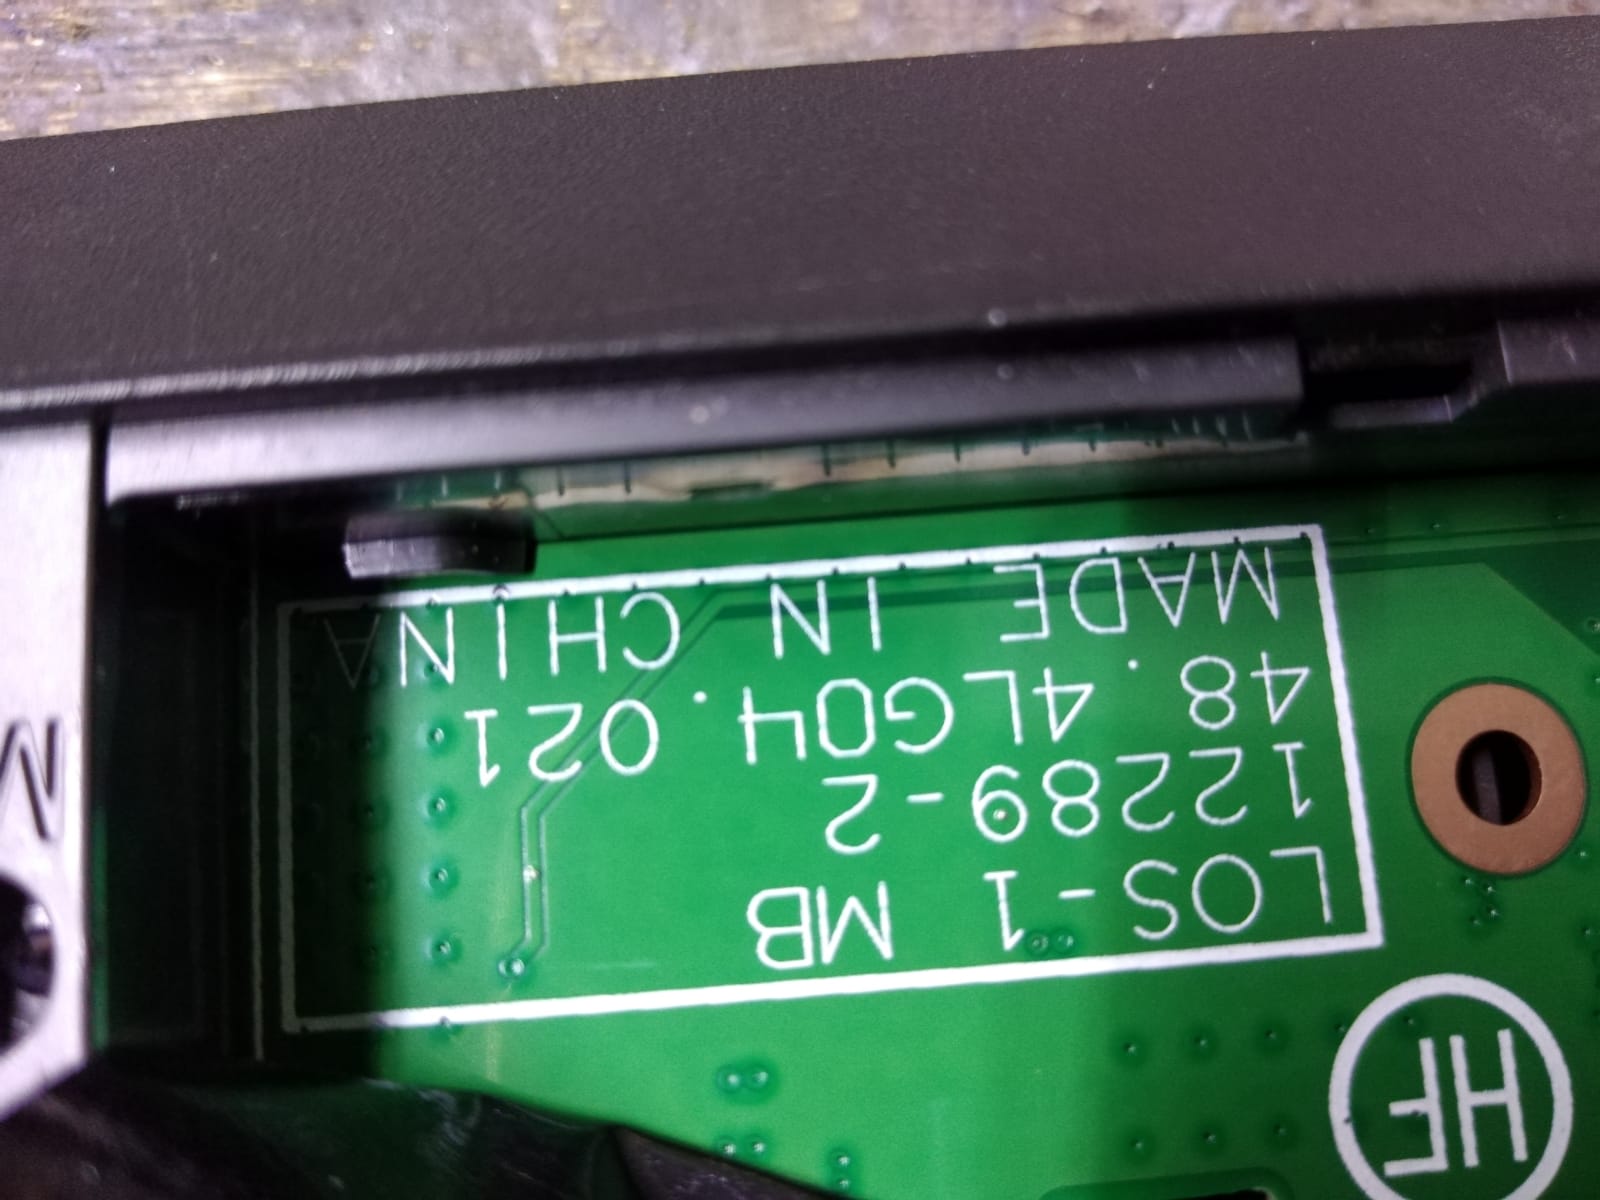 LOS-1 MB
12289-2
48.4LG04.021
MADE IN CHINA
HF
M